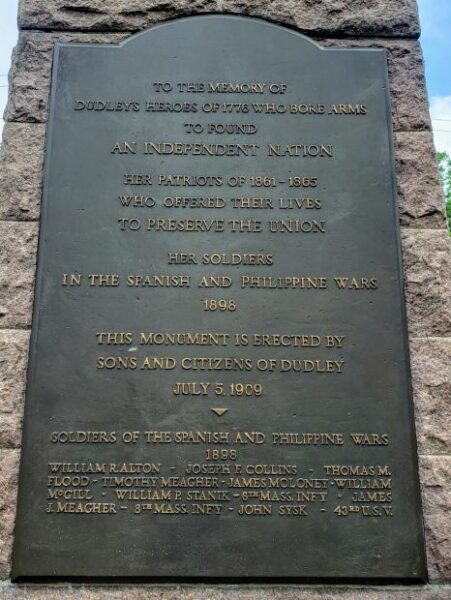 TO THE MEMORY OF
DUDLEY'S HEROES OF 1776 WHO BORE ARMS
TO FOUND
AN INDEPENDENT NATION
HER PATRIOTS OF 1861-1865
WHO OFFERED THEIR LIVES
TO PRESERVE THE UNION
HER SOLDIERS
IN THE SPANISH AND PHILIPPINE WARS
1898
THIS MONUMENT IS ERECTED BY
SONS AND CITIZENS OF DUDLEY
JULY 5, 1909
SOLDIERS OF THE SPANISH AND PHILIPPINE WARS
1898
WILLIAM R. ALTON - JOSEPH F. COLLINS - THOMAS M.
FLOOD - TIMOTHY MEAGHER - JAMES MOLONEY - WILLIAM
McGILL - WILLIAM P. STANIK - 6TH MASS. INF'Y - JAMES
J. MEAGHER - 8TH MASS. INF'Y - JOHN SYSK - 43RD U.S.V.